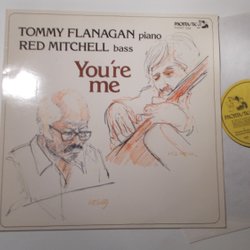 TOMMY FLANAGAN piano
RED MITCHELL bass
You're
me